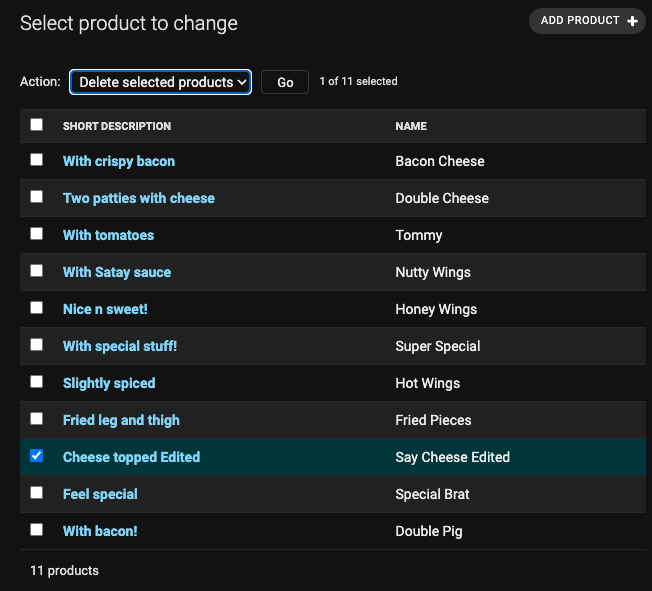 Select product to change
ADD PRODUCT +
Action: Delete selected products Go 1 of 11 selected
SHORT DESCRIPTION NAME
With crispy bacon Bacon Cheese
Two patties with cheese Double Cheese
With tomatoes Tommy
With Satay sauce Nutty Wings
Nice n sweet! Honey Wings
With special stuff! Super Special
Slightly spiced Hot Wings
Fried leg and thigh Fried Pieces
Cheese topped Edited Say Cheese Edited
Feel special Special Brat
With bacon! Double Pig
11 products